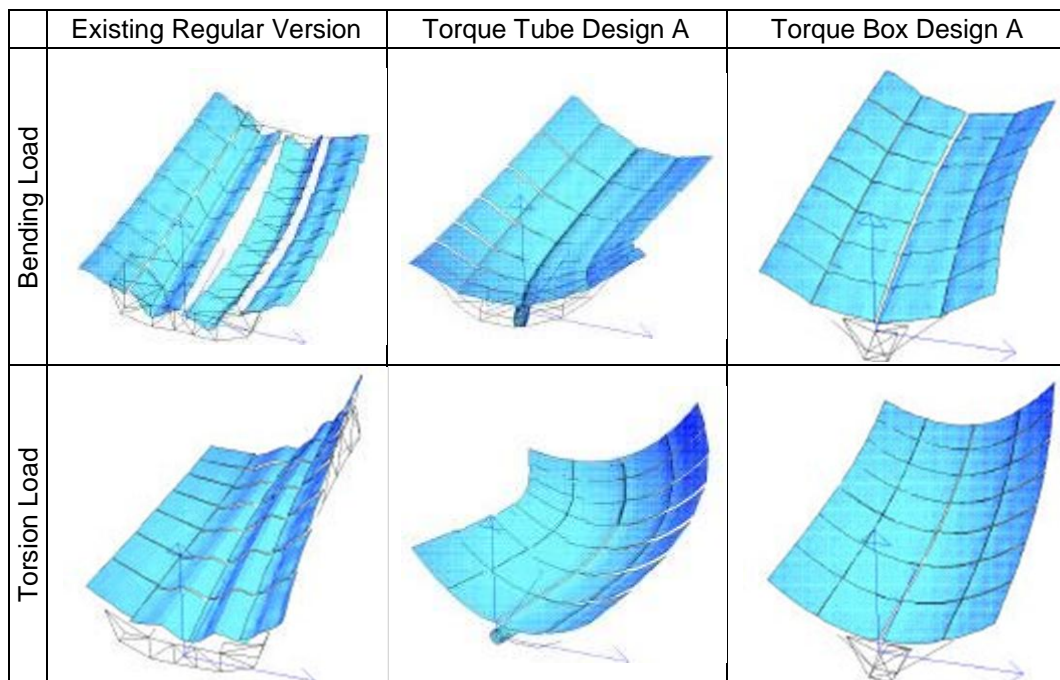 Existing Regular Version
Torque Tube Design A
Torque Box Design A
Bending Load
Torsion Load